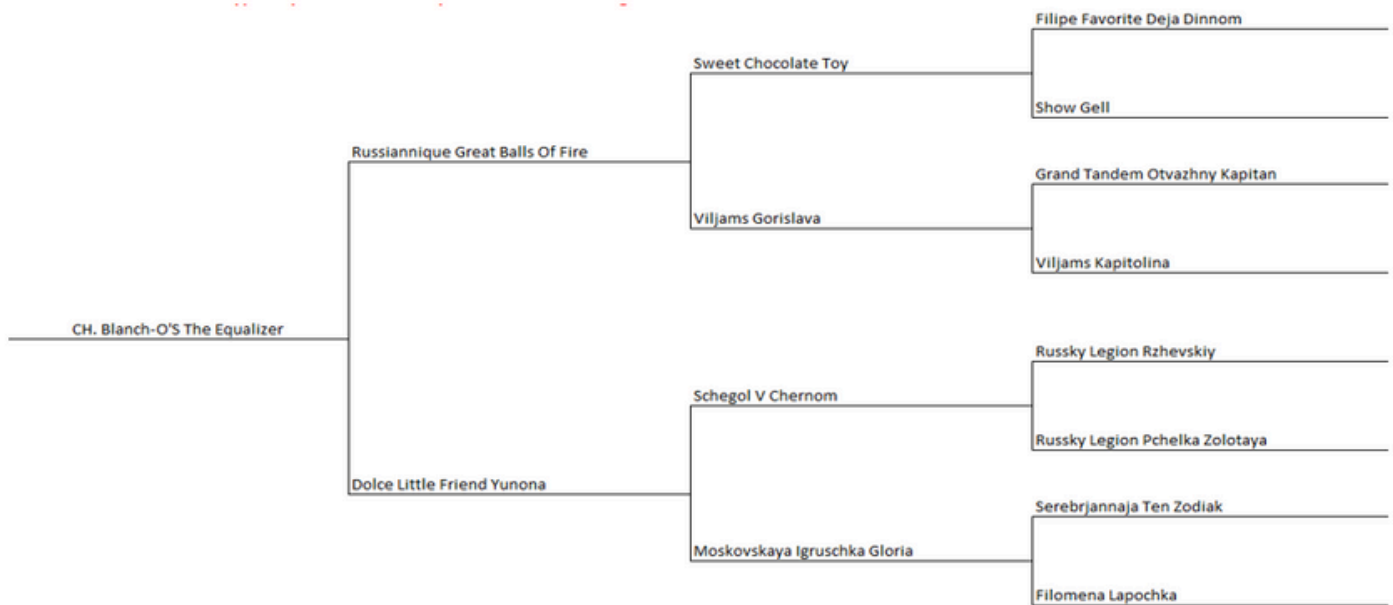 Filipe Favorite Deja Dinnom
Sweet Chocolate Toy
Show Gell
Russiannique Great Balls Of Fire
Grand Tandem Otvazhny Kapitan
Viljams Gorislava
Viljams Kapitolina
CH. Blanch-O'S The Equalizer
Russky Legion Rzhevskiy
Schegol V Chernom
Russky Legion Pchelka Zolotaya
Dolce Little Friend Yunona
Serebrjannaja Ten Zodiak
Moskovskaya Igruschka Gloria
Filomena Lapochka